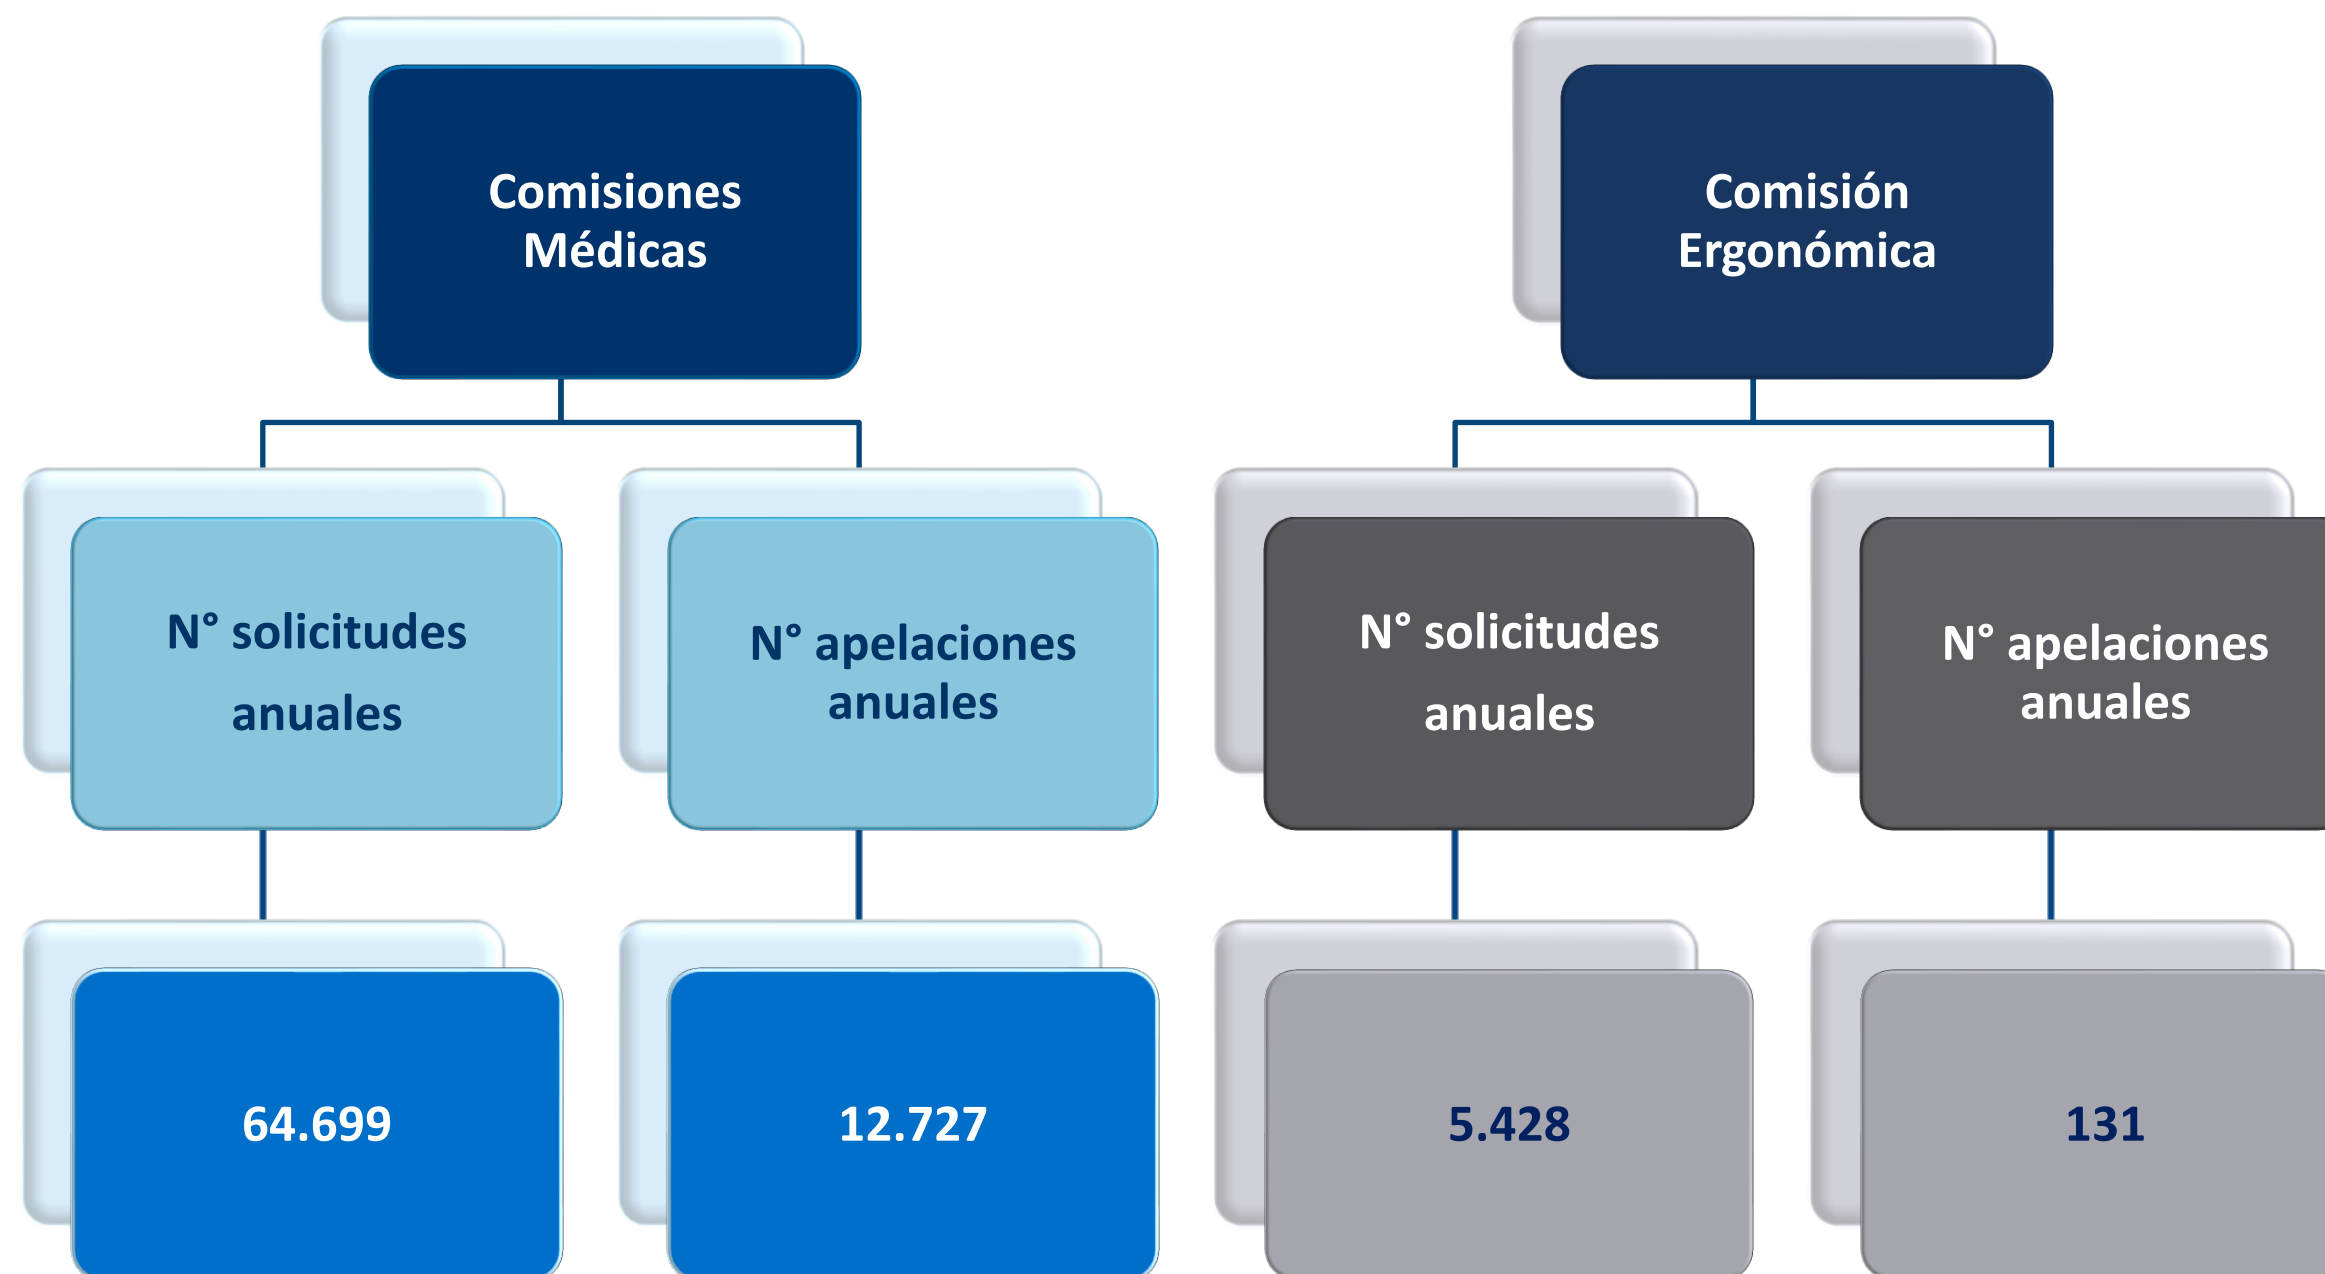 Comisiones
Médicas
Comisión
Ergonómica
N° solicitudes
anuales
N° apelaciones
anuales
N° solicitudes
anuales
N° apelaciones
anuales
64.699
12.727
5.428
131